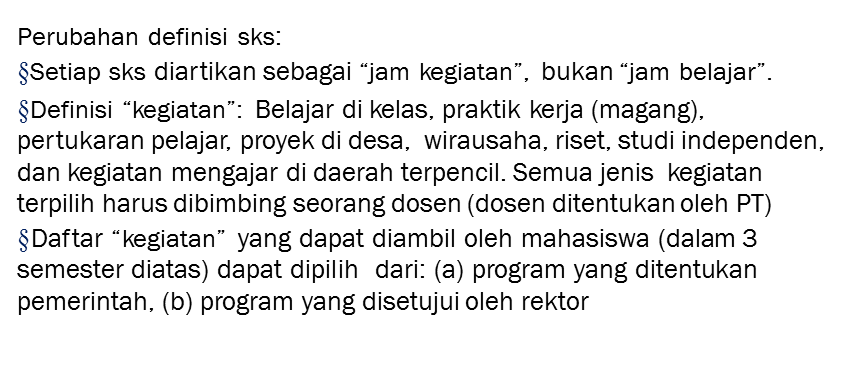 Perubahan definisi sks:
§Setiap sks diartikan sebagai “jam kegiatan”, bukan “jam belajar”.
§Definisi “kegiatan”: Belajar di kelas, praktik kerja (magang),
pertukaran pelajar, proyek di desa, wirausaha, riset, studi independen,
dan kegiatan mengajar di daerah terpencil. Semua jenis kegiatan
terpilih harus dibimbing seorang dosen (dosen ditentukan oleh PT)
§Daftar “kegiatan” yang dapat diambil oleh mahasiswa (dalam 3
semester diatas) dapat dipilih dari: (a) program yang ditentukan
pemerintah, (b) program yang disetujui oleh rektor